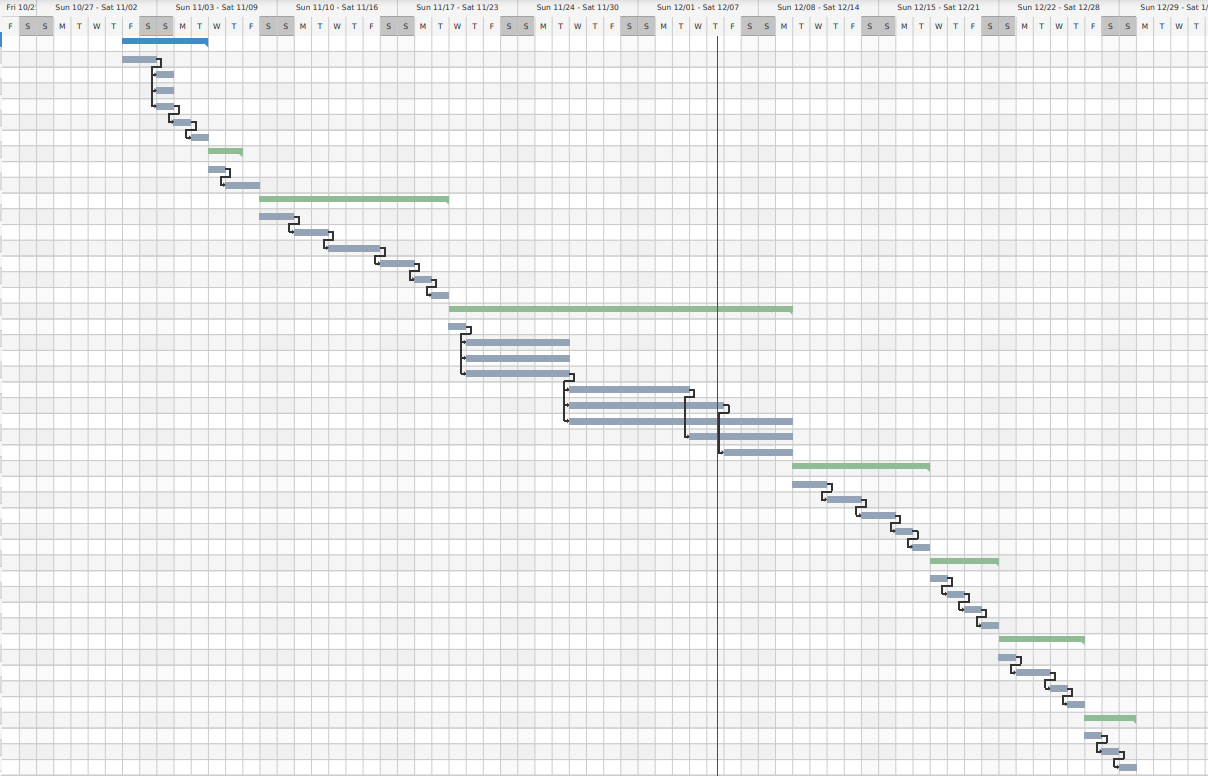 Fri 10/2 Sun 10/27 - Sat 11/02 Sun 11/03 - Sat 11/09 Sun 11/10 - Sat 11/16 Sun 11/17 - Sat 11/23 Sun 11/24 - Sat 11/30 Sun 12/01 - Sat 12/07 Sun 12/08 - Sat 12/14 Sun 12/15 - Sat 12/21 Sun 12/22 - Sat 12/28 Sun 12/29 - Sat 1/
S S M T W T F S S M T W T F S S M T W T F S S M T W T F S S M T W T F S S M T W T F S S M T W T F S S M T W T F S S M T W T F S S M T W T